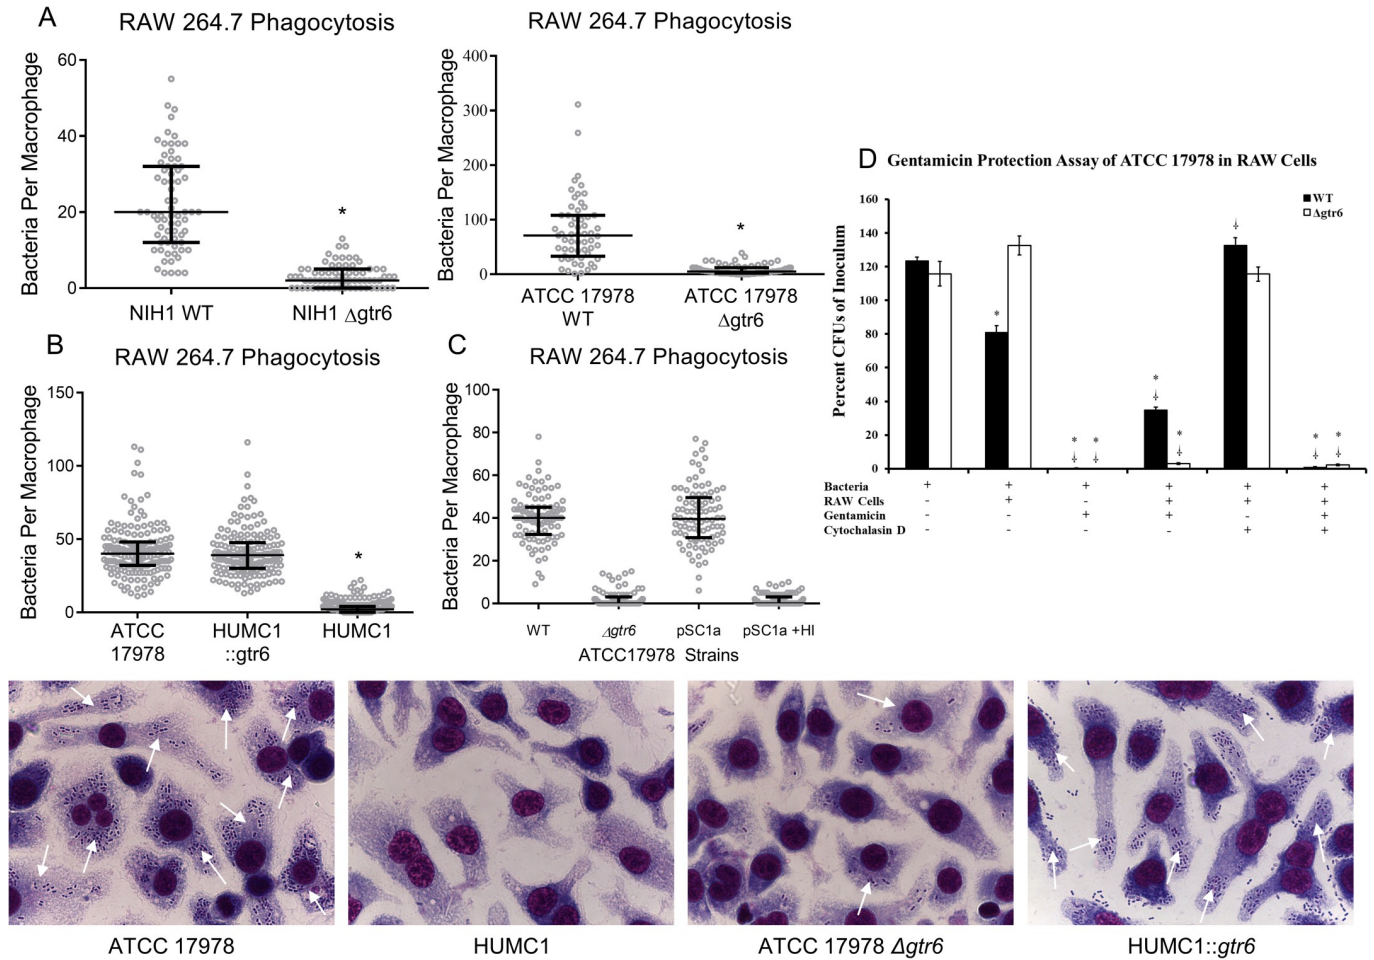 A
RAW 264.7 Phagocytosis
Bacteria Per Macrophage
60
40
20
0
*
NIH1 WT
NIH1 Δgtr6
RAW 264.7 Phagocytosis
Bacteria Per Macrophage
400
300
200
100
0
*
ATCC 17978
WT
ATCC 17978
Δgtr6
B
RAW 264.7 Phagocytosis
Bacteria Per Macrophage
150
100
50
0
*
ATCC
17978
HUMC1
::gtr6
HUMC1
C
RAW 264.7 Phagocytosis
Bacteria Per Macrophage
100
80
60
40
20
0
WT
Δgtr6
pSC1a
pSC1a +HI
ATCC17978 Strains
D
Gentamicin Protection Assay of ATCC 17978 in RAW Cells
WT
Δgtr6
Percent CFUs of Inoculum
160
140
120
100
80
60
40
20
0
*
* *
‡ ‡
*
‡
*
‡
‡
* *
‡ ‡
Bacteria + + + + + +
RAW Cells - + - + + +
Gentamicin - - + + - +
Cytochalasin D - - - - + +
ATCC 17978
HUMC1
ATCC 17978 Δgtr6
HUMC1::gtr6